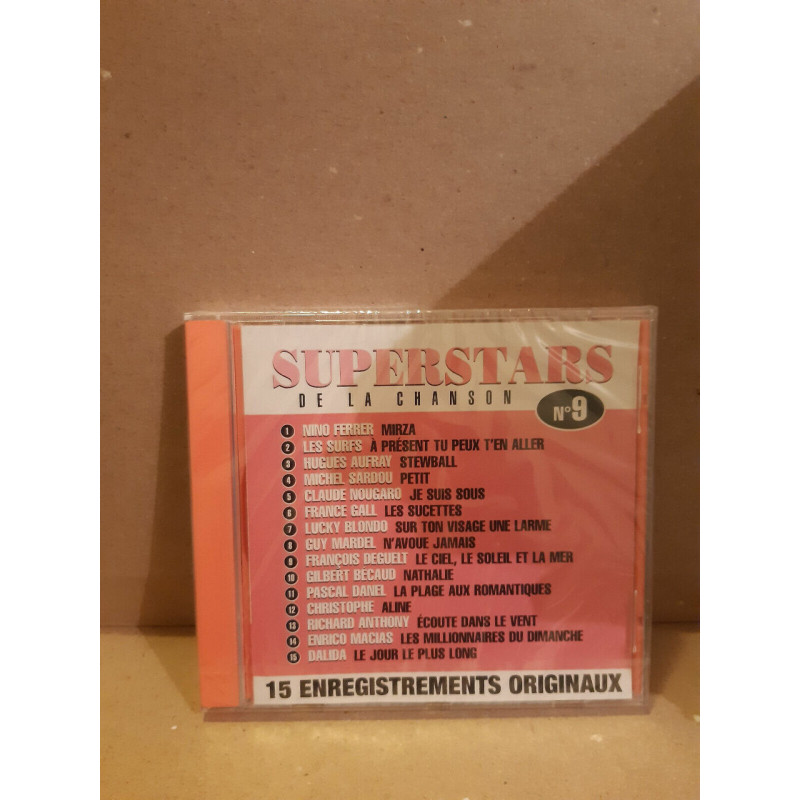 SUPERSTARS
DE LA CHANSON
N°9
1 NINO FERRER MIRZA
2 LES SURFS À PRÉSENT TU PEUX T'EN ALLER
3 HUGUES AUFRAY STEWBALL
4 MICHEL SARDOU PETIT
5 CLAUDE NOUGARO JE SUIS SOUS
6 FRANCE GALL LES SUCETTES
7 LUCKY BLONDO SUR TON VISAGE UNE LARME
8 GUY MARDEL N'AVOUE JAMAIS
9 FRANÇOIS DEGUELT LE CIEL, LE SOLEIL ET LA MER
10 GILBERT BECAUD NATHALIE
11 PASCAL DANEL LA PLAGE AUX ROMANTIQUES
12 CHRISTOPHE ALINE
13 RICHARD ANTHONY ÉCOUTE DANS LE VENT
14 ENRICO MACIAS LES MILLIONNAIRES DU DIMANCHE
15 DALIDA LE JOUR LE PLUS LONG
15 ENREGISTREMENTS ORIGINAUX